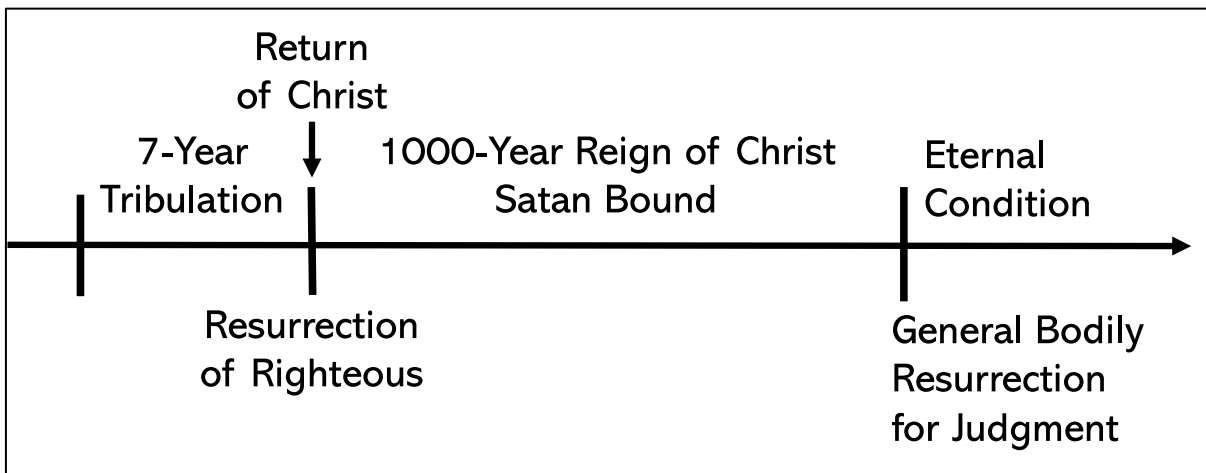 Return
of Christ
7-Year
Tribulation
1000-Year Reign of Christ
Satan Bound
Eternal
Condition
Resurrection
of Righteous
General Bodily
Resurrection
for Judgment